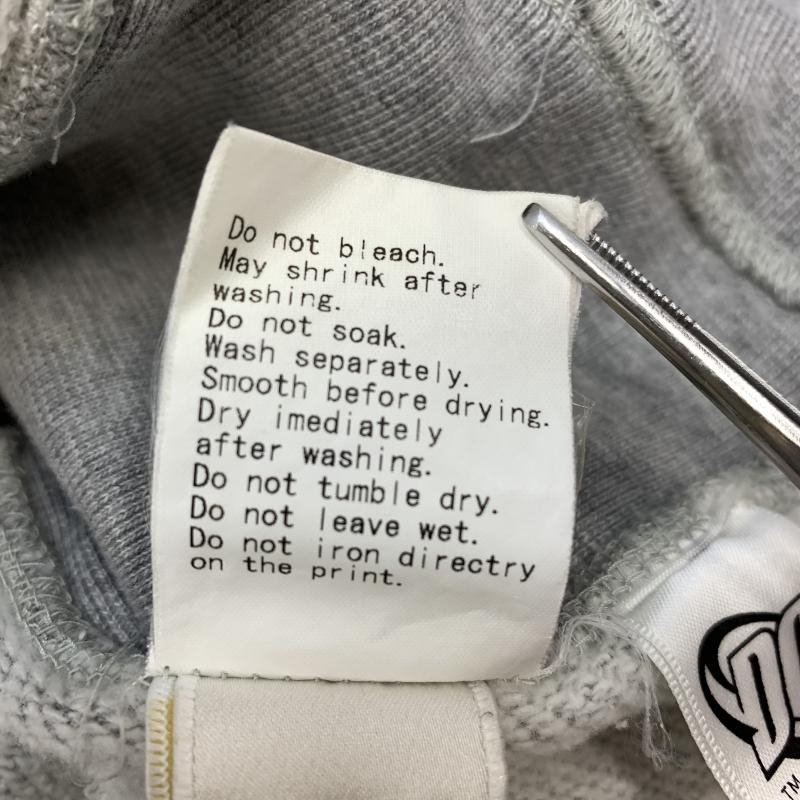 Do not bleach.
May shrink after
washing.
Do not soak.
Wash separately.
Smooth before drying.
Dry imediately
after washing.
Do not tumble dry.
Do not leave wet.
Do not iron directry
on the print.
TM